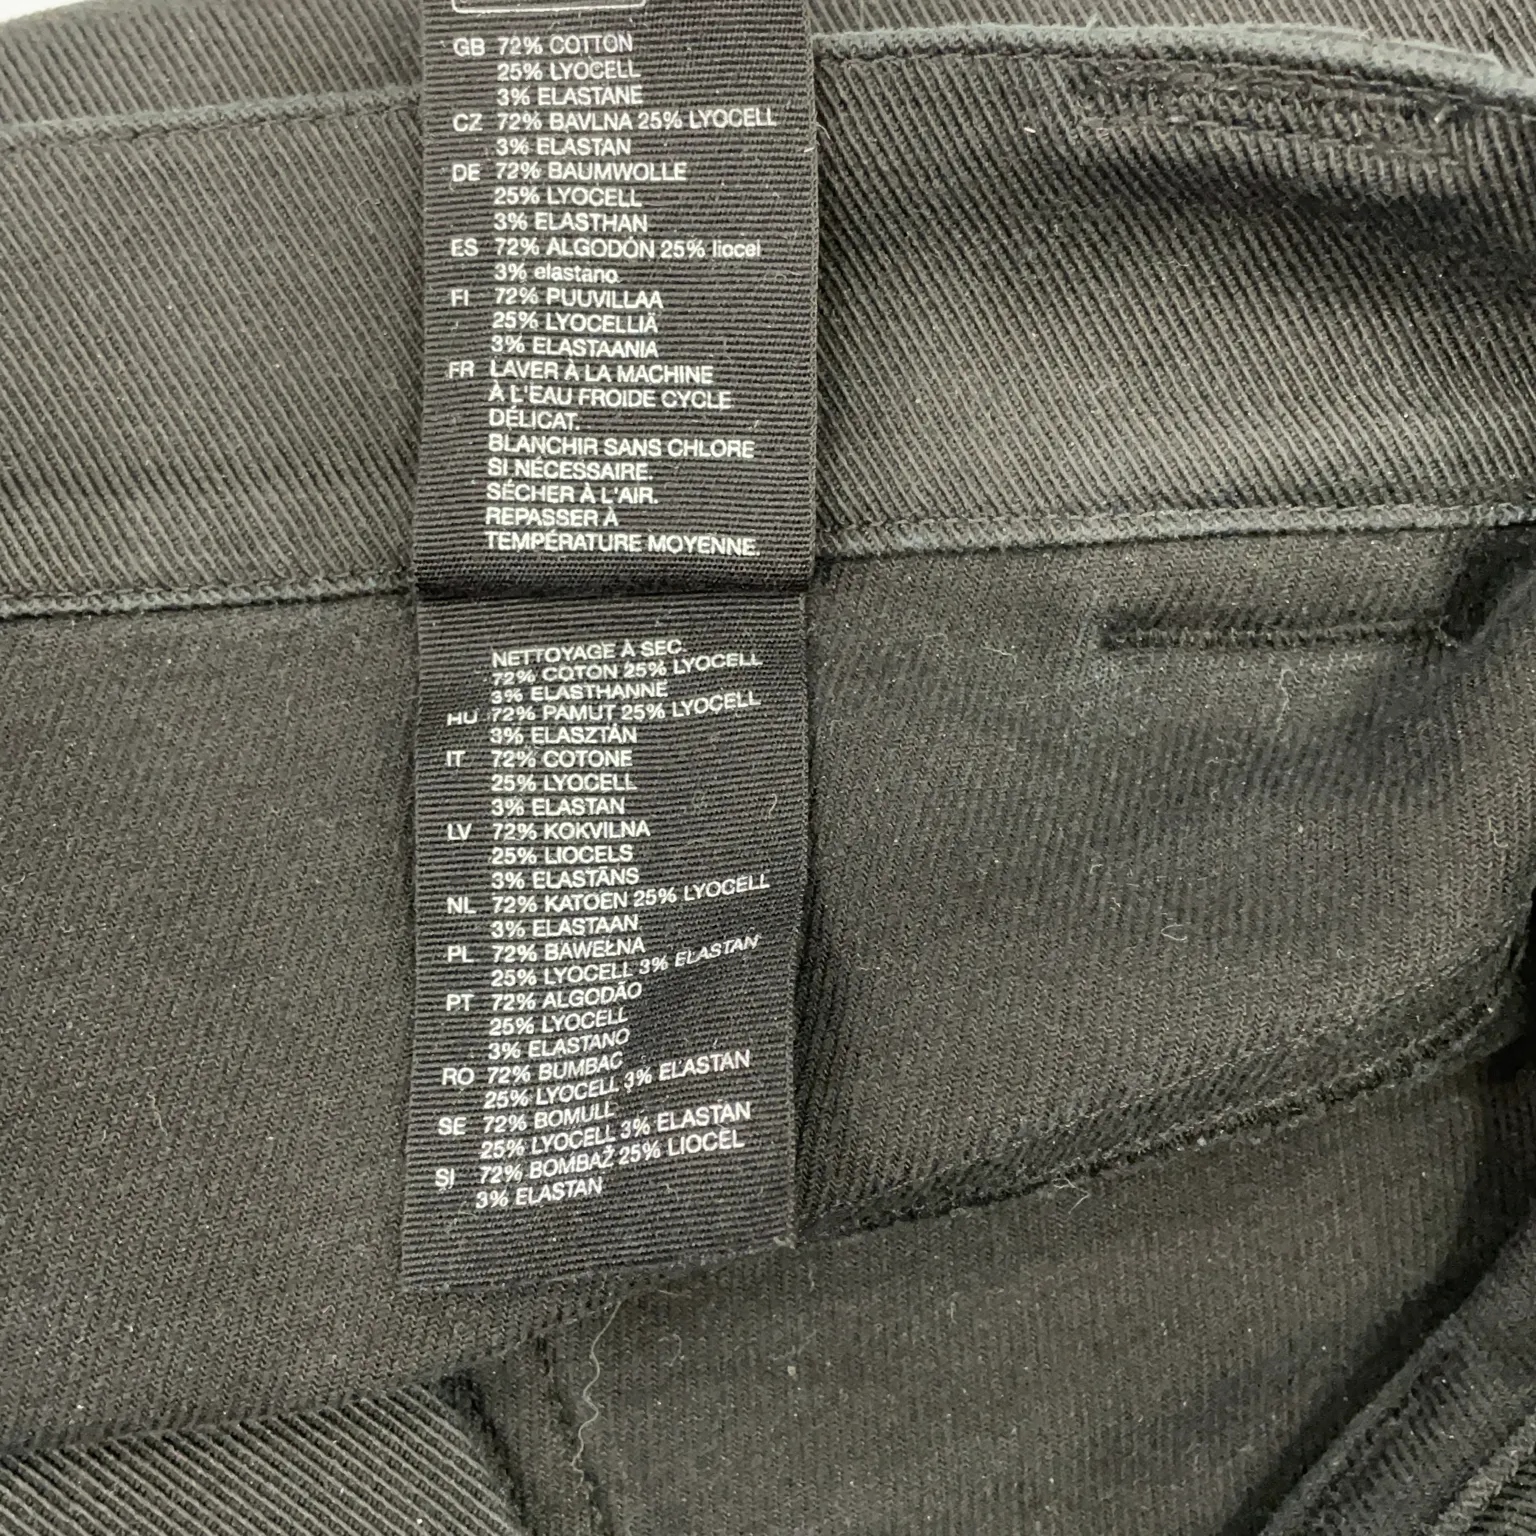 GB 72% COTTON
25% LYOCELL
3% ELASTANE
CZ 72% BAVLNA 25% LYOCELL
3% ELASTAN
DE 72% BAUMWOLLE
25% LYOCELL
3% ELASTHAN
ES 72% ALGODÓN 25% liocel
3% elastano
FI 72% PUUVILLAA
25% LYOCELLIÄ
3% ELASTAANIA
FR LAVER À LA MACHINE
À L'EAU FROIDE CYCLE
DÉLICAT.
BLANCHIR SANS CHLORE
SI NÉCESSAIRE.
SÉCHER À L'AIR.
REPASSER À
TEMPÉRATURE MOYENNE.
NETTOYAGE À SEC.
72% COTON 25% LYOCELL
3% ELASTHANNE
HU 72% PAMUT 25% LYOCELL
3% ELASZTÁN
IT 72% COTONE
25% LYOCELL
3% ELASTAN
LV 72% KOKVILNA
25% LIOCELS
3% ELASTĀNS
NL 72% KATOEN 25% LYOCELL
3% ELASTAAN
PL 72% BAWEŁNA
25% LYOCELL 3% ELASTAN
PT 72% ALGODÃO
25% LYOCELL
3% ELASTANO
RO 72% BUMBAC
25% LYOCELL 3% ELASTAN
SE 72% BOMULL
25% LYOCELL 3% ELASTAN
SI 72% BOMBAŽ 25% LIOCEL
3% ELASTAN